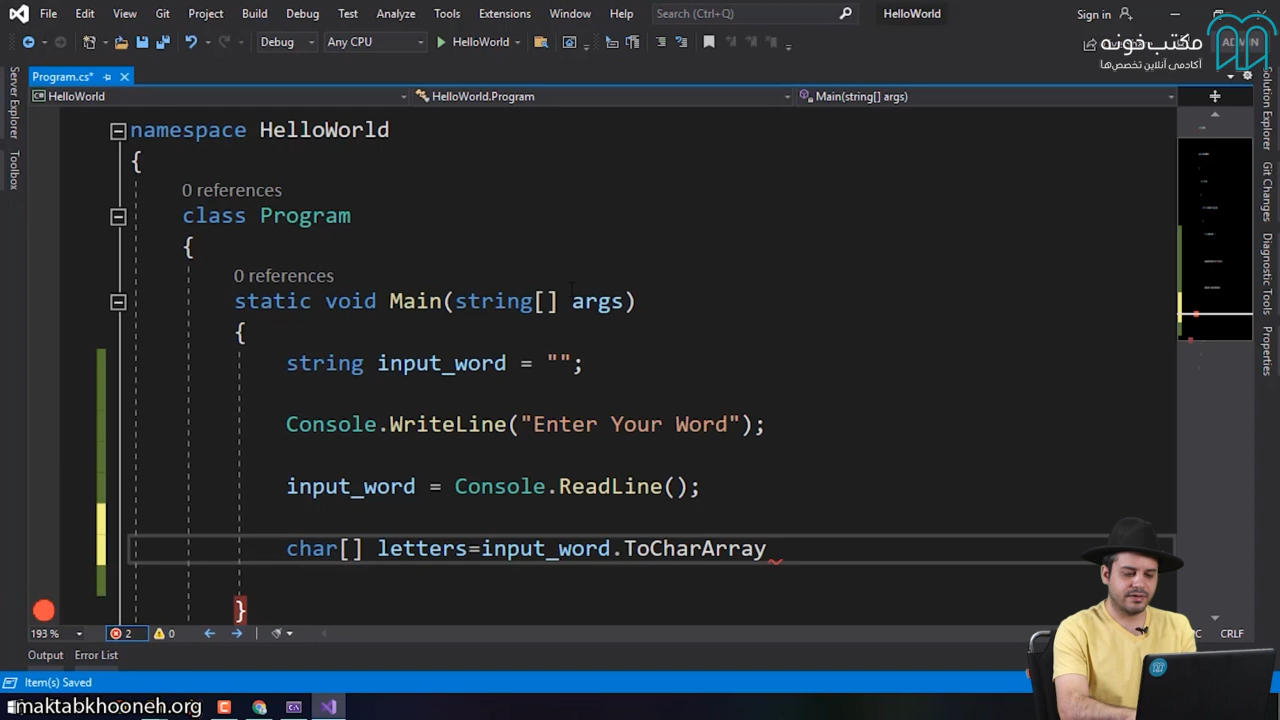 File Edit View Git Project Build Debug Test Analyze Tools Extensions Window Help Search (Ctrl+Q) HelloWorld Sign in
Debug Any CPU HelloWorld ADMIN
مکتب‌خونه
آکادمی آنلاین تخصص‌ها
Program.cs*
HelloWorld HelloWorld.Program Main(string[] args)
Server Explorer
Toolbox
Solution Explorer
Git Changes
Diagnostic Tools
Properties
namespace HelloWorld
{
0 references
class Program
{
0 references
static void Main(string[] args)
{
string input_word = "";
Console.WriteLine("Enter Your Word");
input_word = Console.ReadLine();
char[] letters=input_word.ToCharArray
}
193 % 2 0 CRLF
Output Error List
Item(s) Saved
maktabkhooneh.org